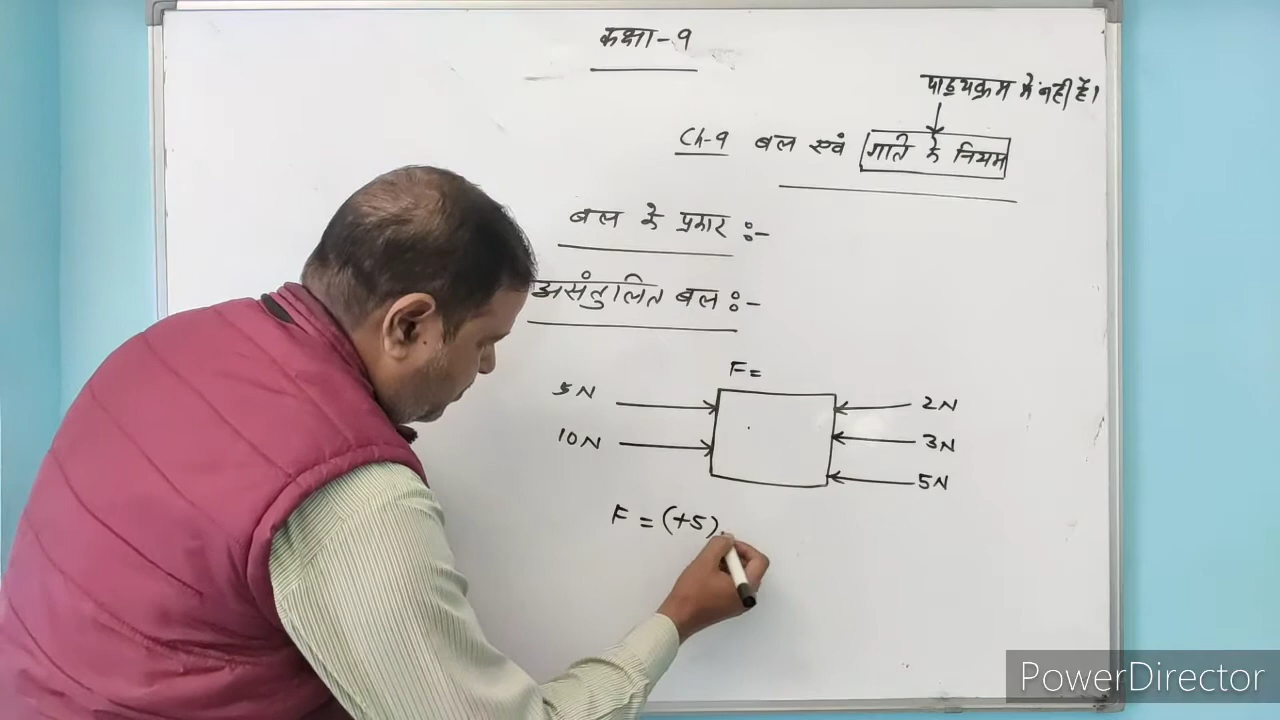 कक्षा-९
पाठ्यक्रम में नहीं है।
Ch-9 बल एवं गति के नियम
बल के प्रकार :-
असंतुलित बल :-
F =
5N
2N
10N
3N
5N
F = (+5)
PowerDirector